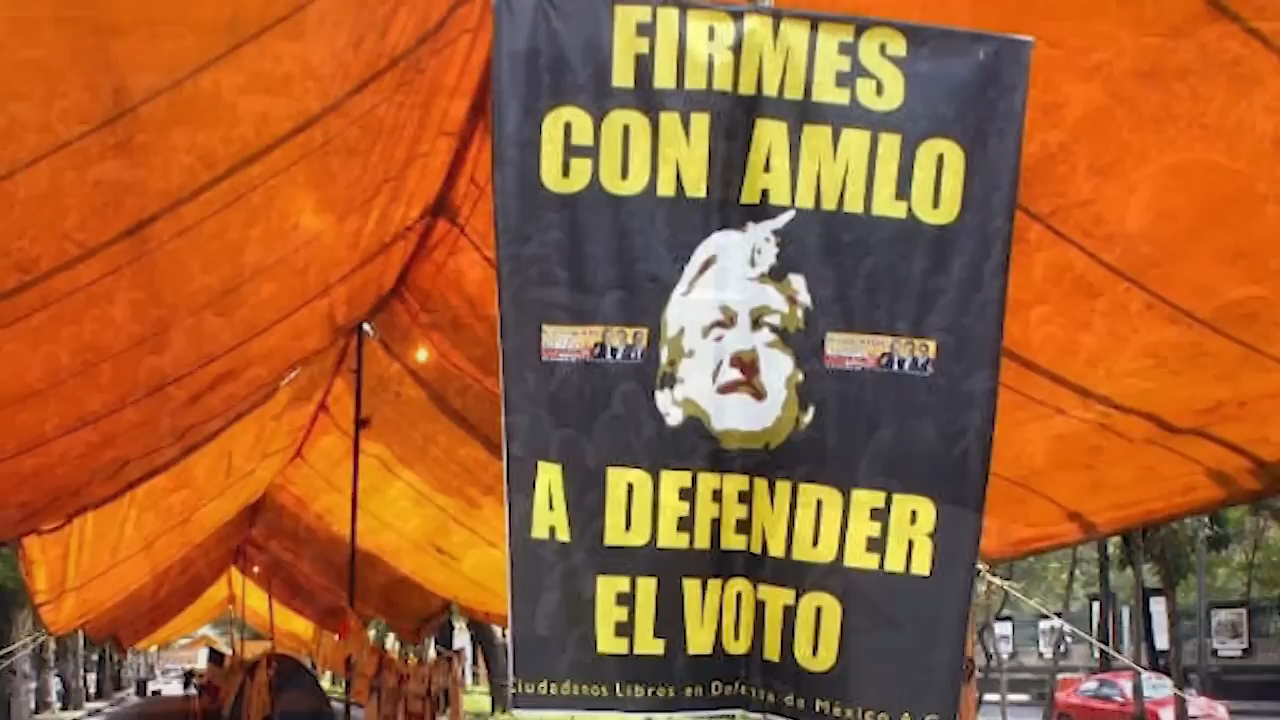 FIRMES
CON AMLO
A DEFENDER
EL VOTO
Ciudadanos Libres en Defensa de México A.C.